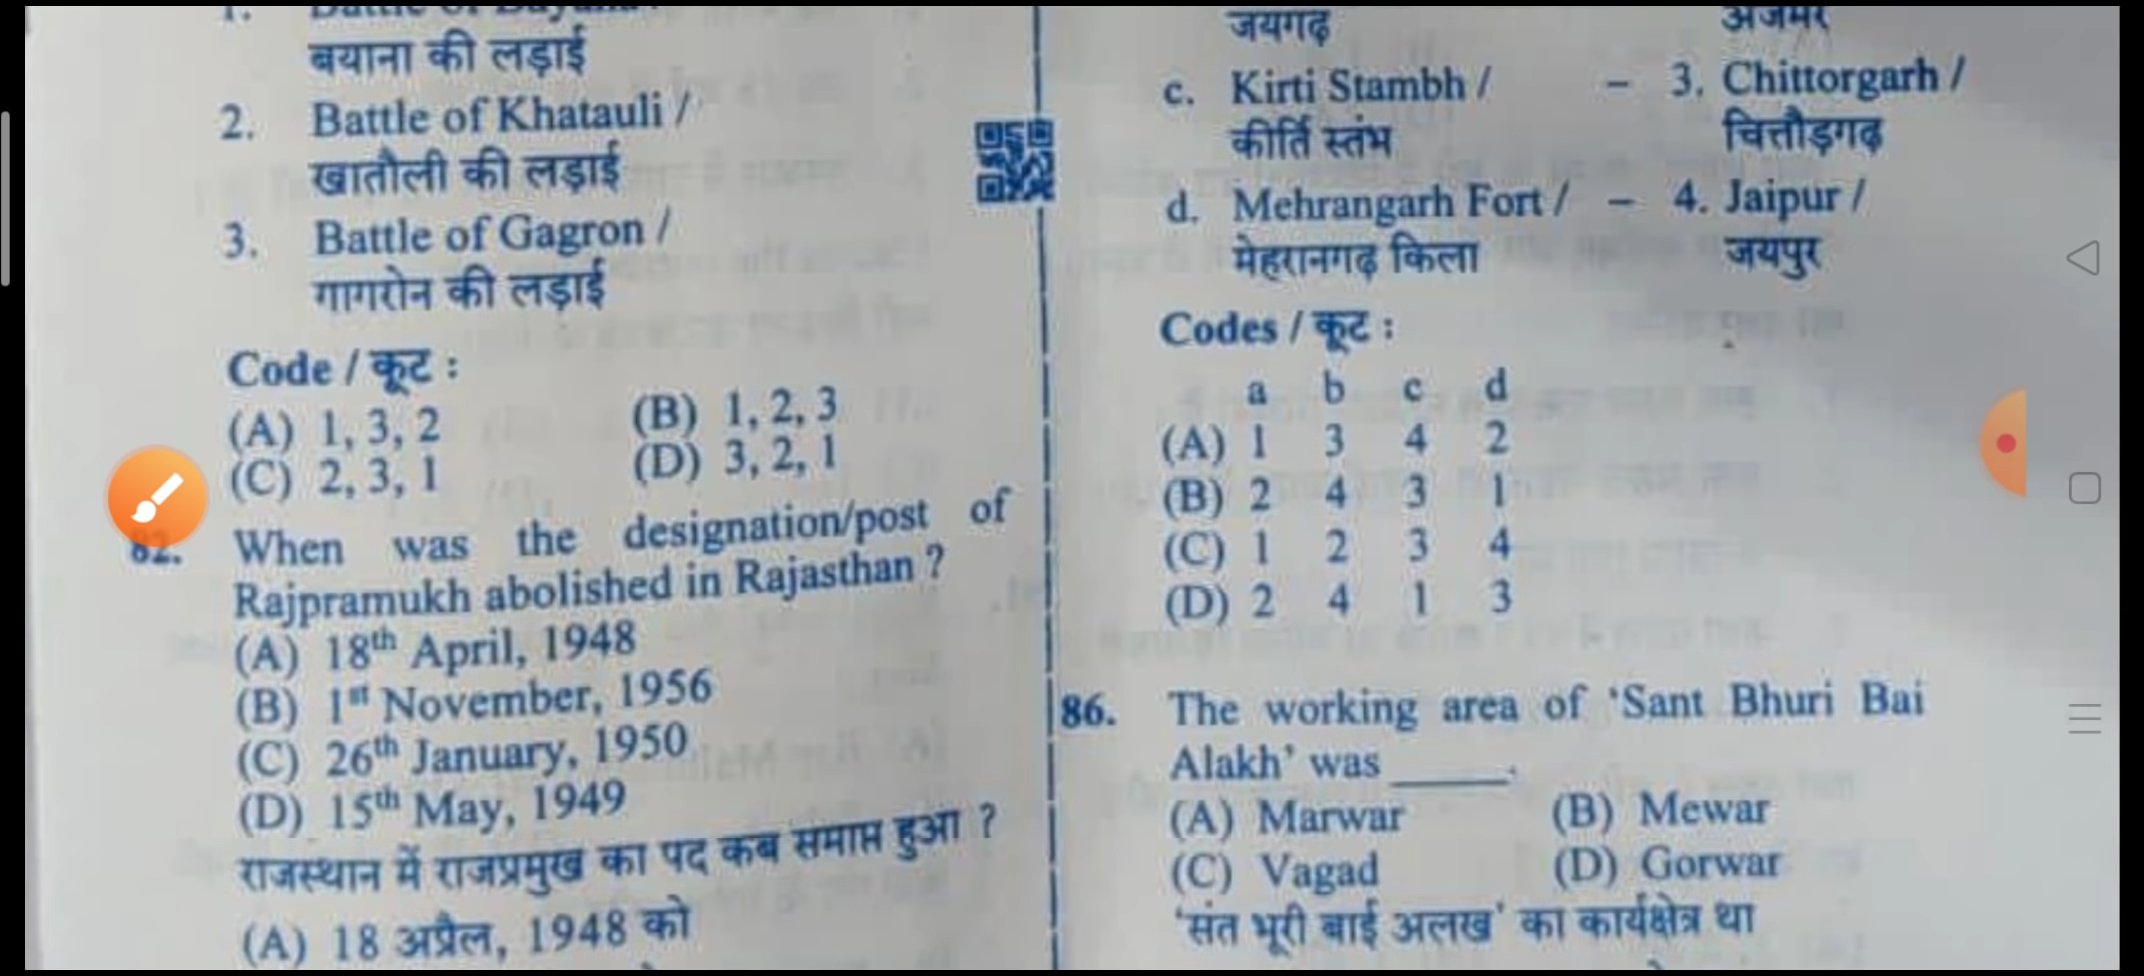 बयाना की लड़ाई
2. Battle of Khatauli /
खातौली की लड़ाई
3. Battle of Gagron /
गागरोन की लड़ाई
Code / कूट :
(A) 1, 3, 2 (B) 1, 2, 3
(C) 2, 3, 1 (D) 3, 2, 1
82. When was the designation/post of
Rajpramukh abolished in Rajasthan ?
(A) 18th April, 1948
(B) 1st November, 1956
(C) 26th January, 1950
(D) 15th May, 1949
राजस्थान में राजप्रमुख का पद कब समाप्त हुआ ?
(A) 18 अप्रैल, 1948 को
जयगढ़ अजमेर
c. Kirti Stambh / – 3. Chittorgarh /
कीर्ति स्तंभ चित्तौड़गढ़
d. Mehrangarh Fort / – 4. Jaipur /
मेहरानगढ़ किला जयपुर
Codes / कूट :
a b c d
(A) 1 3 4 2
(B) 2 4 3 1
(C) 1 2 3 4
(D) 2 4 1 3
86. The working area of 'Sant Bhuri Bai
Alakh' was ______.
(A) Marwar (B) Mewar
(C) Vagad (D) Gorwar
'संत भूरी बाई अलख' का कार्यक्षेत्र था